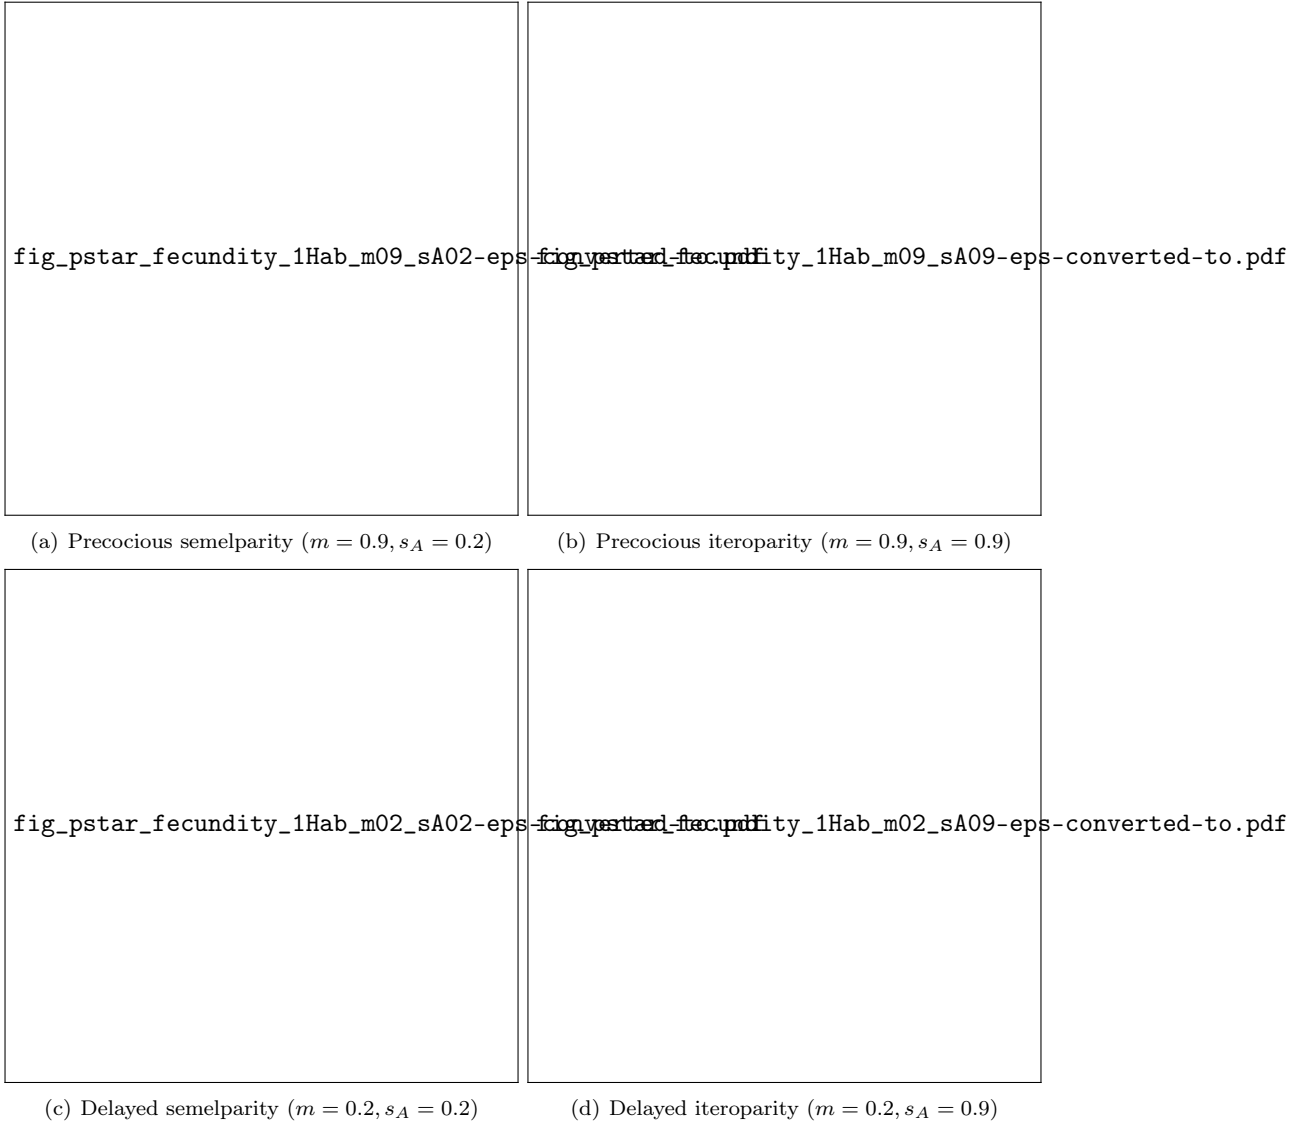 fig_pstar_fecundity_1Hab_m09_sA02-eps-converted-to.pdf fig_pstar_fecundity_1Hab_m09_sA09-eps-converted-to.pdf
(a) Precocious semelparity (m = 0.9, s_A = 0.2) (b) Precocious iteroparity (m = 0.9, s_A = 0.9)
fig_pstar_fecundity_1Hab_m02_sA02-eps-converted-to.pdf fig_pstar_fecundity_1Hab_m02_sA09-eps-converted-to.pdf
(c) Delayed semelparity (m = 0.2, s_A = 0.2) (d) Delayed iteroparity (m = 0.2, s_A = 0.9)